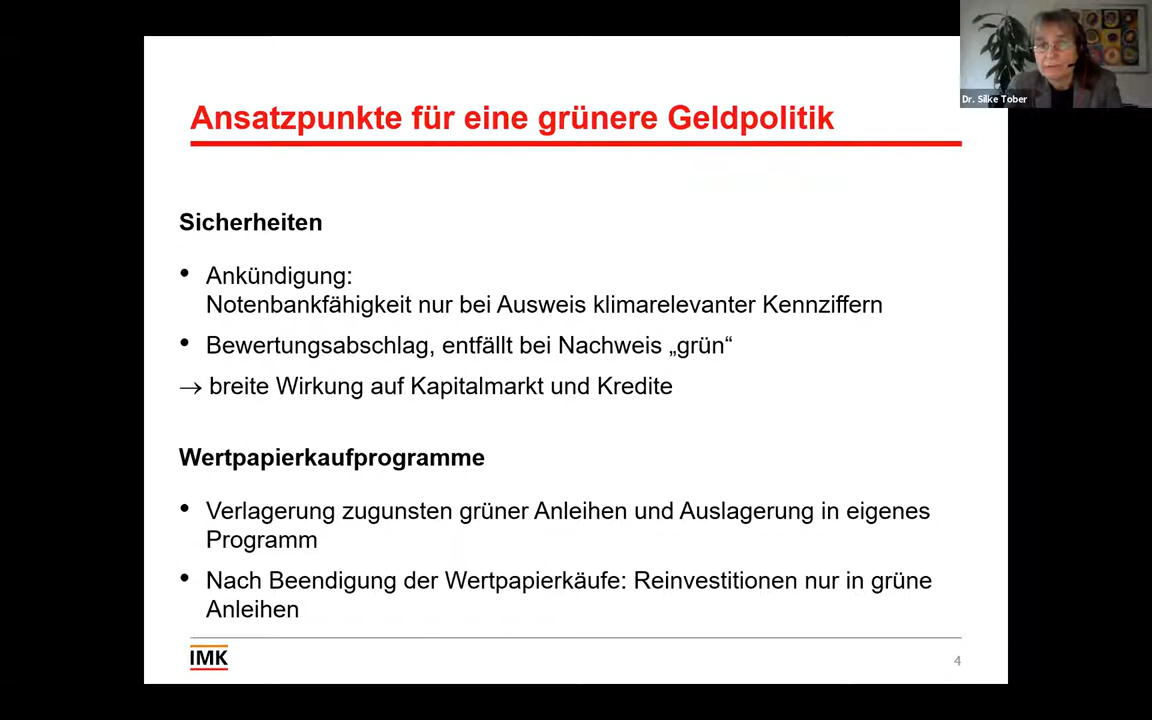 Dr. Silke Tober
Ansatzpunkte für eine grünere Geldpolitik
Sicherheiten
• Ankündigung:
Notenbankfähigkeit nur bei Ausweis klimarelevanter Kennziffern
• Bewertungsabschlag, entfällt bei Nachweis „grün“
→ breite Wirkung auf Kapitalmarkt und Kredite
Wertpapierkaufprogramme
• Verlagerung zugunsten grüner Anleihen und Auslagerung in eigenes
Programm
• Nach Beendigung der Wertpapierkäufe: Reinvestitionen nur in grüne
Anleihen
IMK
4